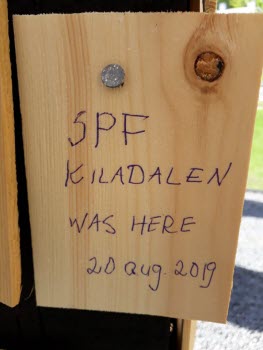 SPF
KILADALEN
WAS HERE
20 aug. 2019